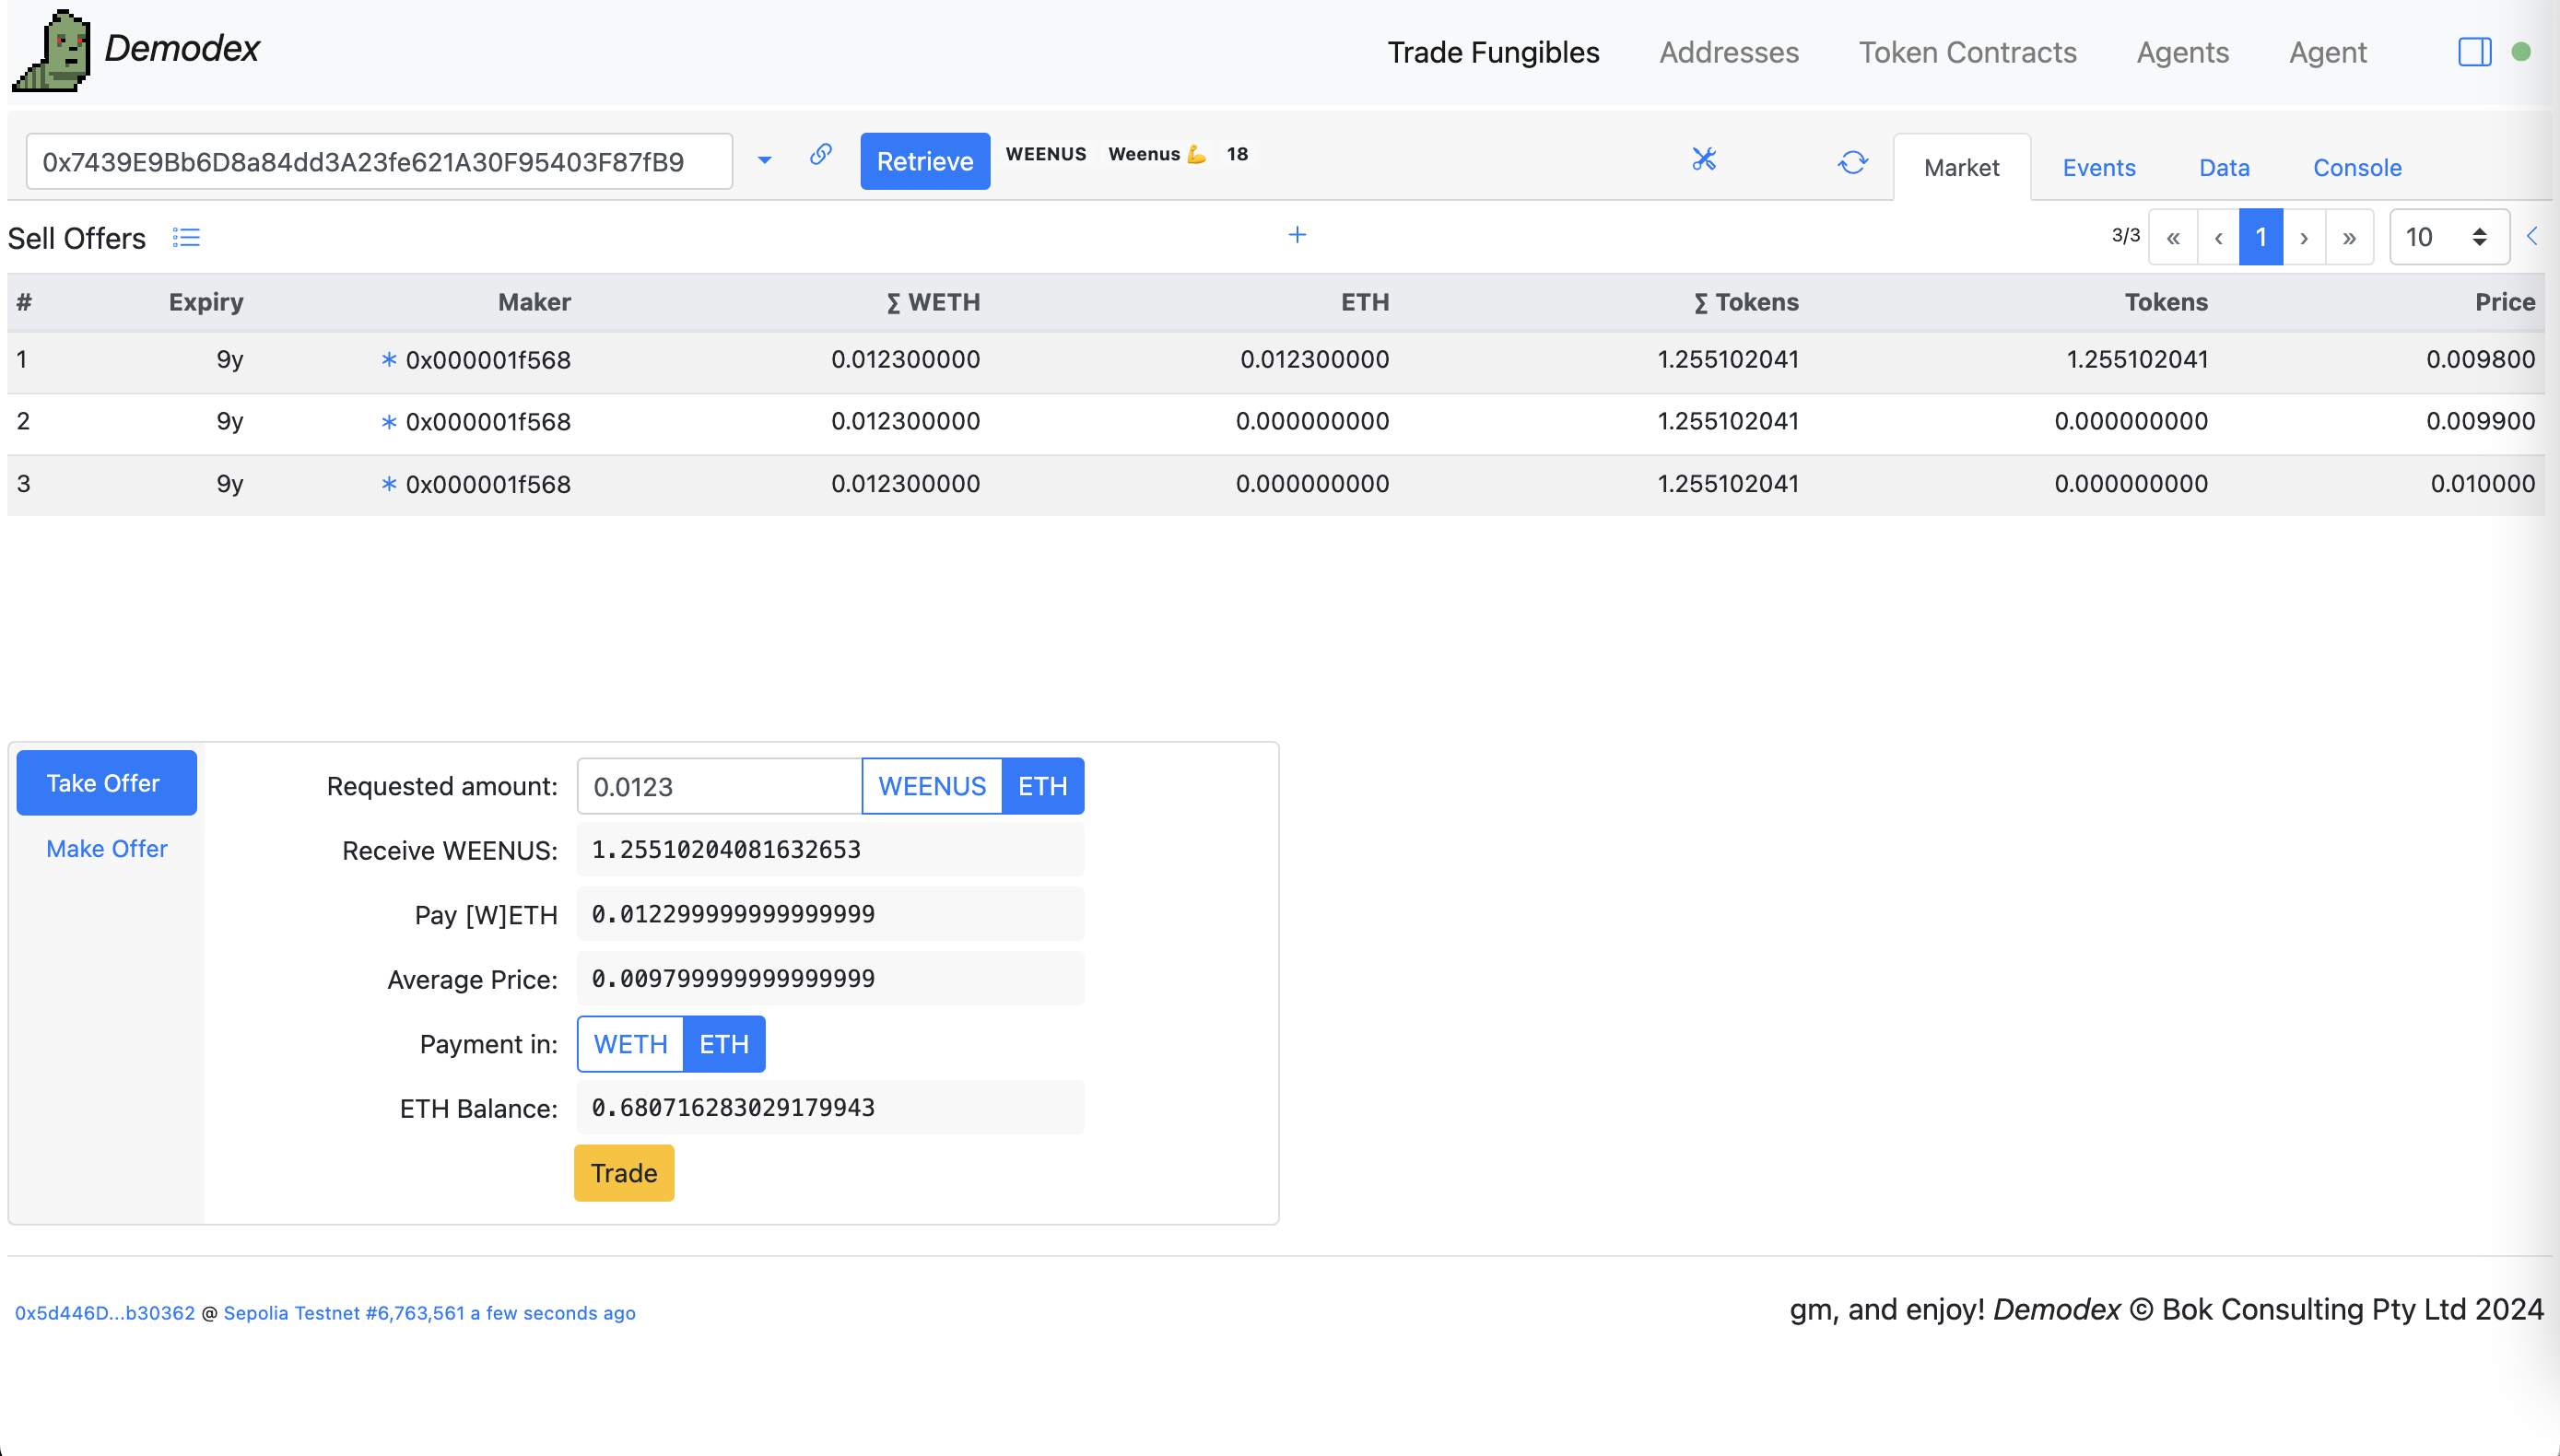 Demodex
Trade Fungibles Addresses Token Contracts Agents Agent
0x7439E9Bb6D8a84dd3A23fe621A30F95403F87fB9 Retrieve WEENUS Weenus 💪 18 Market Events Data Console
Sell Offers + 3/3 « ‹ 1 › » 10
# Expiry Maker ∑ WETH ETH ∑ Tokens Tokens Price
1 9y * 0x000001f568 0.012300000 0.012300000 1.255102041 1.255102041 0.009800
2 9y * 0x000001f568 0.012300000 0.000000000 1.255102041 0.000000000 0.009900
3 9y * 0x000001f568 0.012300000 0.000000000 1.255102041 0.000000000 0.010000
Take Offer
Make Offer
Requested amount: 0.0123 WEENUS ETH
Receive WEENUS: 1.25510204081632653
Pay [W]ETH 0.012299999999999999
Average Price: 0.009799999999999999
Payment in: WETH ETH
ETH Balance: 0.680716283029179943
Trade
0x5d446D...b30362 @ Sepolia Testnet #6,763,561 a few seconds ago
gm, and enjoy! Demodex © Bok Consulting Pty Ltd 2024